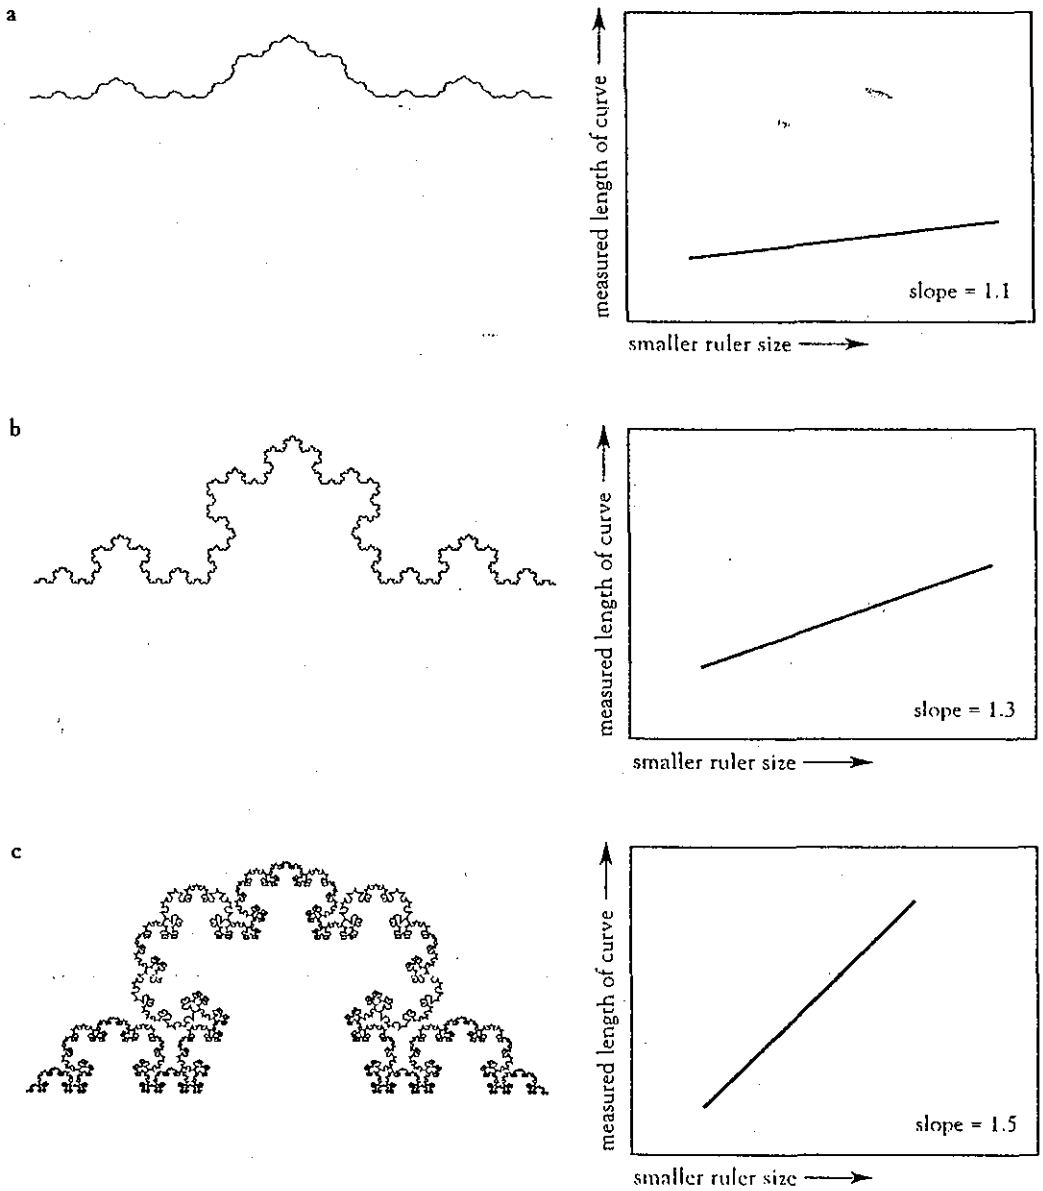 a
measured length of curve
slope = 1.1
smaller ruler size
b
measured length of curve
slope = 1.3
smaller ruler size
c
measured length of curve
slope = 1.5
smaller ruler size